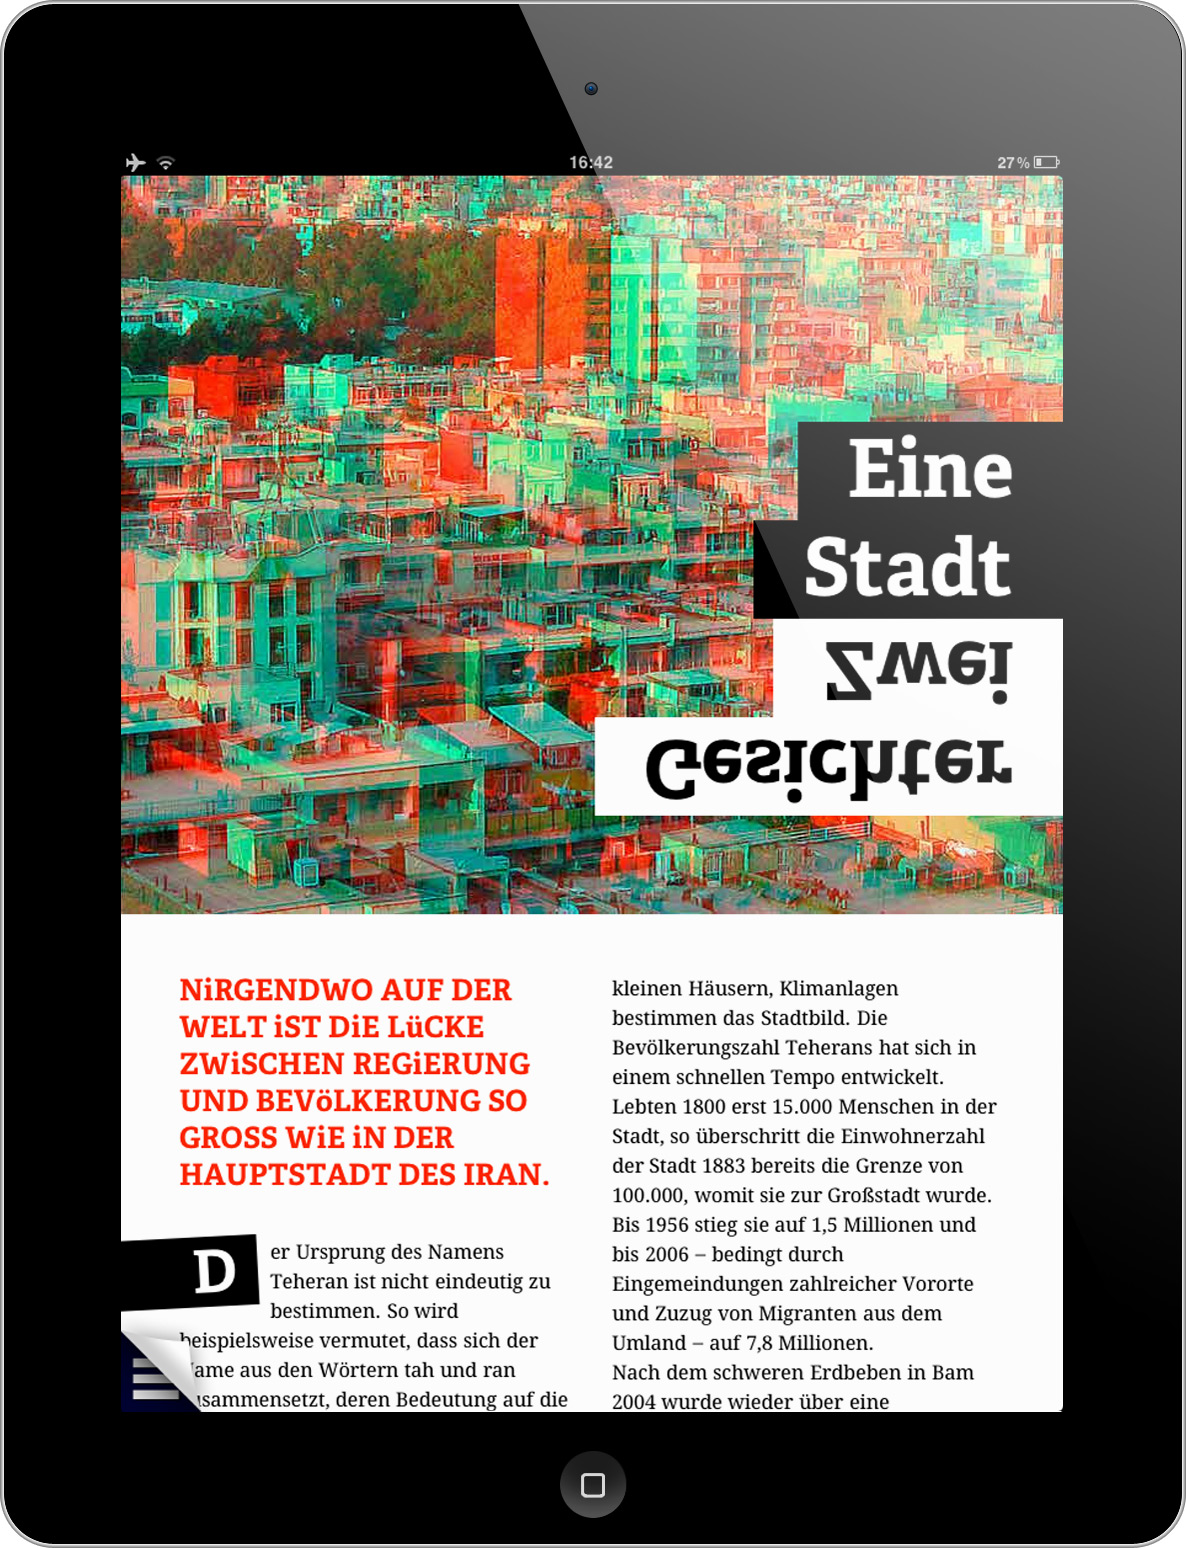 16:42
27%
Eine
Stadt
Zwei
Gesichter
NiRGENDWO AUF DER
WELT iST DiE LüCKE
ZWiSCHEN REGiERUNG
UND BEVöLKERUNG SO
GROSS WiE iN DER
HAUPTSTADT DES IRAN.
Der Ursprung des Namens
Teheran ist nicht eindeutig zu
bestimmen. So wird
beispielsweise vermutet, dass sich der
Name aus den Wörtern tah und ran
zusammensetzt, deren Bedeutung auf die
kleinen Häusern, Klimanlagen
bestimmen das Stadtbild. Die
Bevölkerungszahl Teherans hat sich in
einem schnellen Tempo entwickelt.
Lebten 1800 erst 15.000 Menschen in der
Stadt, so überschritt die Einwohnerzahl
der Stadt 1883 bereits die Grenze von
100.000, womit sie zur Großstadt wurde.
Bis 1956 stieg sie auf 1,5 Millionen und
bis 2006 – bedingt durch
Eingemeindungen zahlreicher Vororte
und Zuzug von Migranten aus dem
Umland – auf 7,8 Millionen.
Nach dem schweren Erdbeben in Bam
2004 wurde wieder über eine